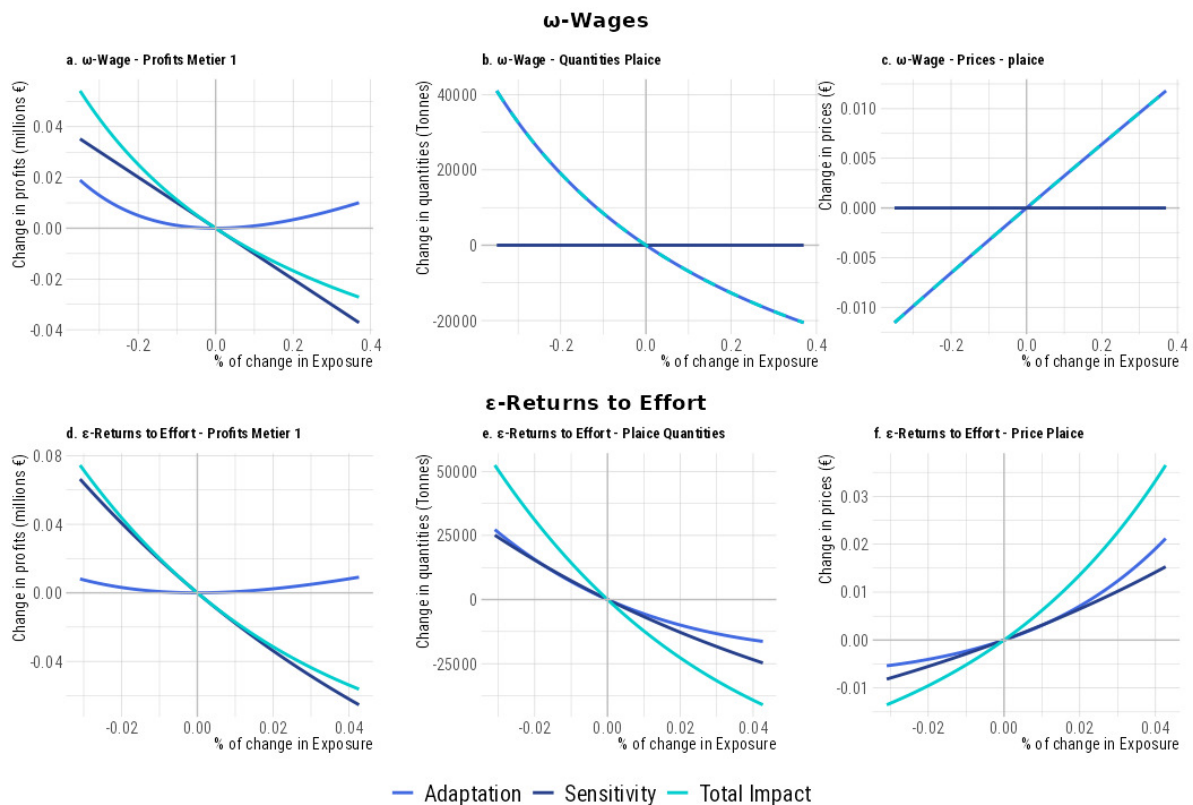 ω-Wages
a. ω-Wage - Profits Metier 1
Change in profits (millions €)
0.04
0.02
0.00
-0.02
-0.04
-0.2
0.0
0.2
0.4
% of change in Exposure
b. ω-Wage - Quantities Plaice
Change in quantities (Tonnes)
40000
20000
0
-20000
-0.2
0.0
0.2
0.4
% of change in Exposure
c. ω-Wage - Prices - plaice
Change in prices (€)
0.010
0.005
0.000
-0.005
-0.010
-0.2
0.0
0.2
0.4
% of change in Exposure
ε-Returns to Effort
d. ε-Returns to Effort - Profits Metier 1
Change in profits (millions €)
0.08
0.04
0.00
-0.04
-0.02
0.00
0.02
0.04
% of change in Exposure
e. ε-Returns to Effort - Plaice Quantities
Change in quantities (Tonnes)
50000
25000
0
-25000
-0.02
0.00
0.02
0.04
% of change in Exposure
f. ε-Returns to Effort - Price Plaice
Change in prices (€)
0.03
0.02
0.01
0.00
-0.01
-0.02
0.00
0.02
0.04
% of change in Exposure
Adaptation Sensitivity Total Impact